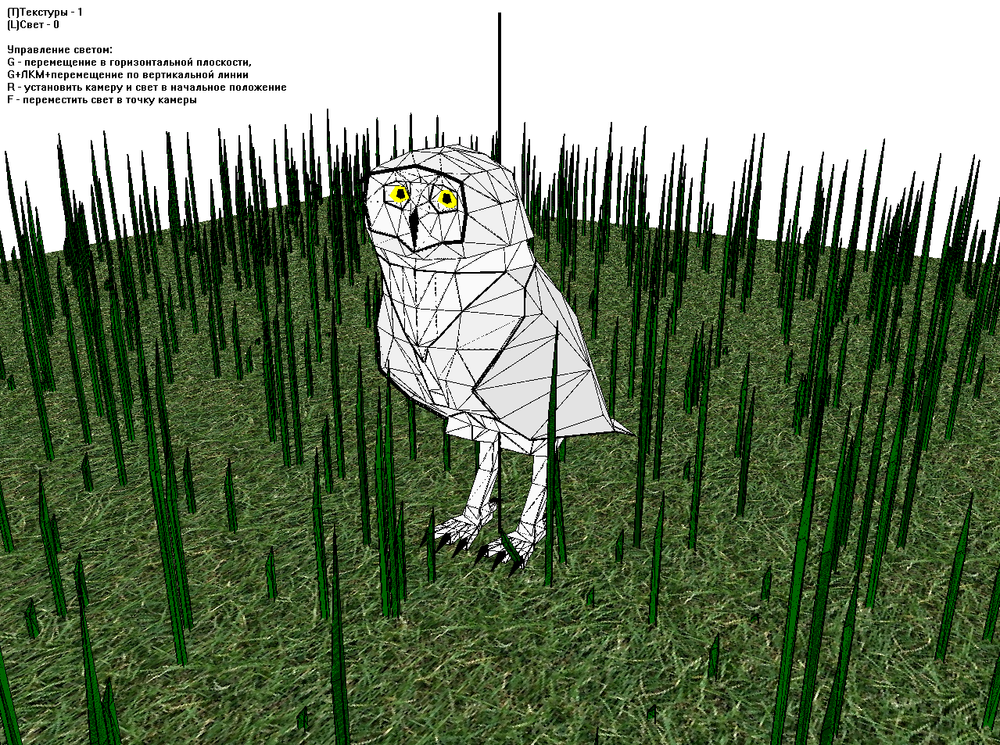 (T)Текстуры - 1
(L)Свет - 0
Управление светом:
G - перемещение в горизонтальной плоскости,
G+ЛКМ+перемещение по вертикальной линии
R - установить камеру и свет в начальное положение
F - переместить свет в точку камеры